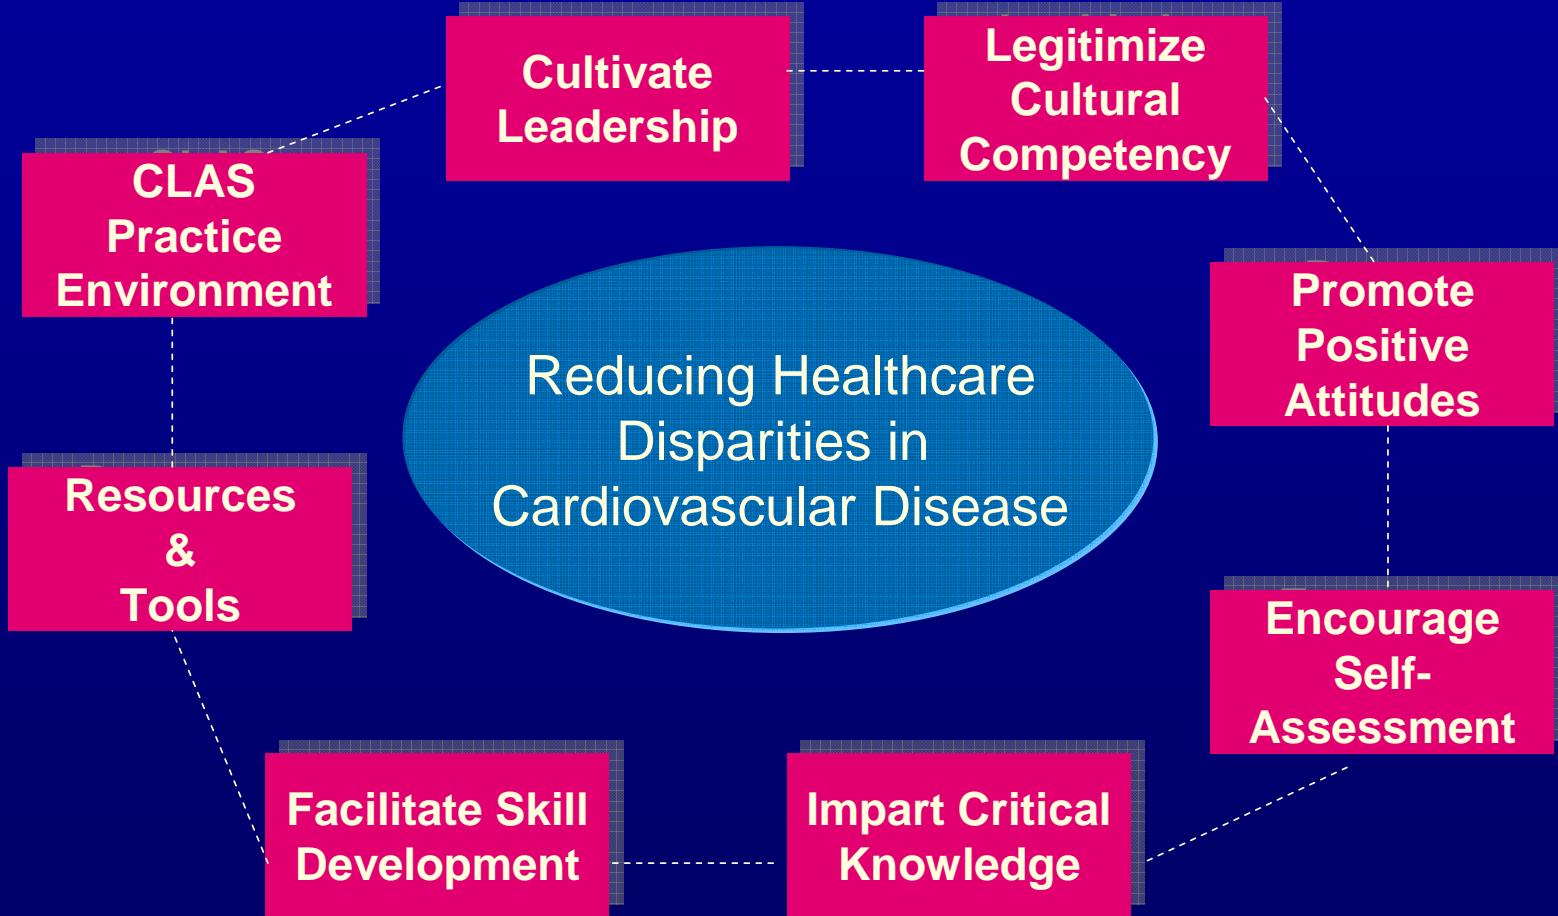 Cultivate
Leadership
Legitimize
Cultural
Competency
CLAS
Practice
Environment
Promote
Positive
Attitudes
Reducing Healthcare
Disparities in
Cardiovascular Disease
Resources
&
Tools
Encourage
Self-
Assessment
Facilitate Skill
Development
Impart Critical
Knowledge